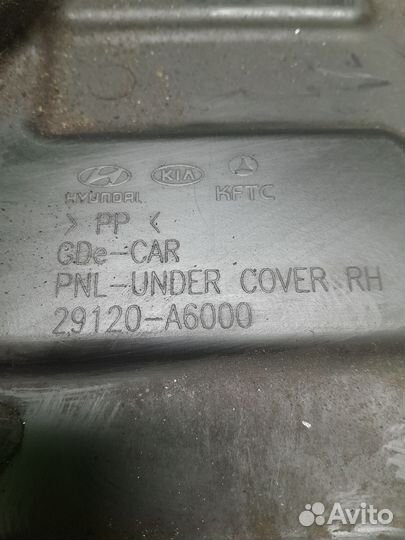 HYUNDAI KIA KFTC
> PP <
GDe-CAR
PNL-UNDER COVER RH
29120-A6000
Avito